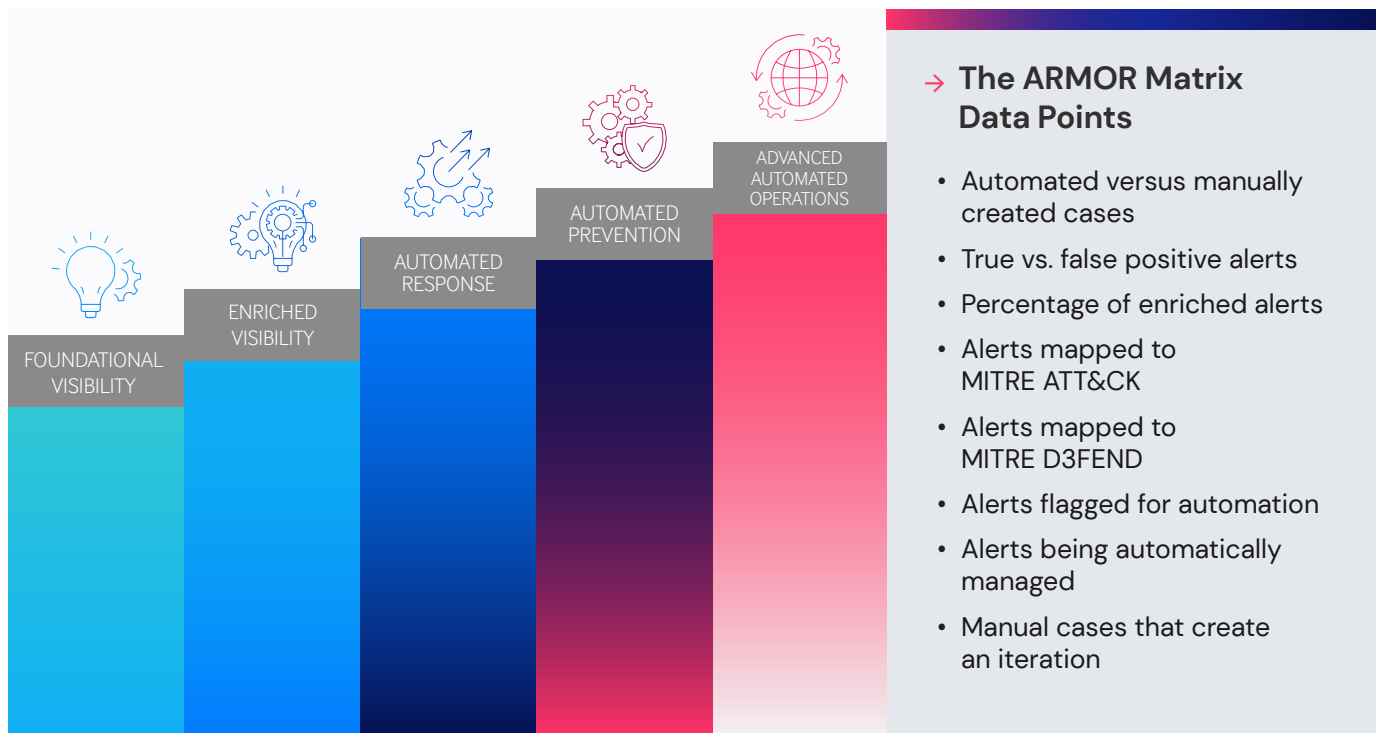 FOUNDATIONAL
VISIBILITY
ENRICHED
VISIBILITY
AUTOMATED
RESPONSE
AUTOMATED
PREVENTION
ADVANCED
AUTOMATED
OPERATIONS
→ The ARMOR Matrix
Data Points
• Automated versus manually
created cases
• True vs. false positive alerts
• Percentage of enriched alerts
• Alerts mapped to
MITRE ATT&CK
• Alerts mapped to
MITRE D3FEND
• Alerts flagged for automation
• Alerts being automatically
managed
• Manual cases that create
an iteration